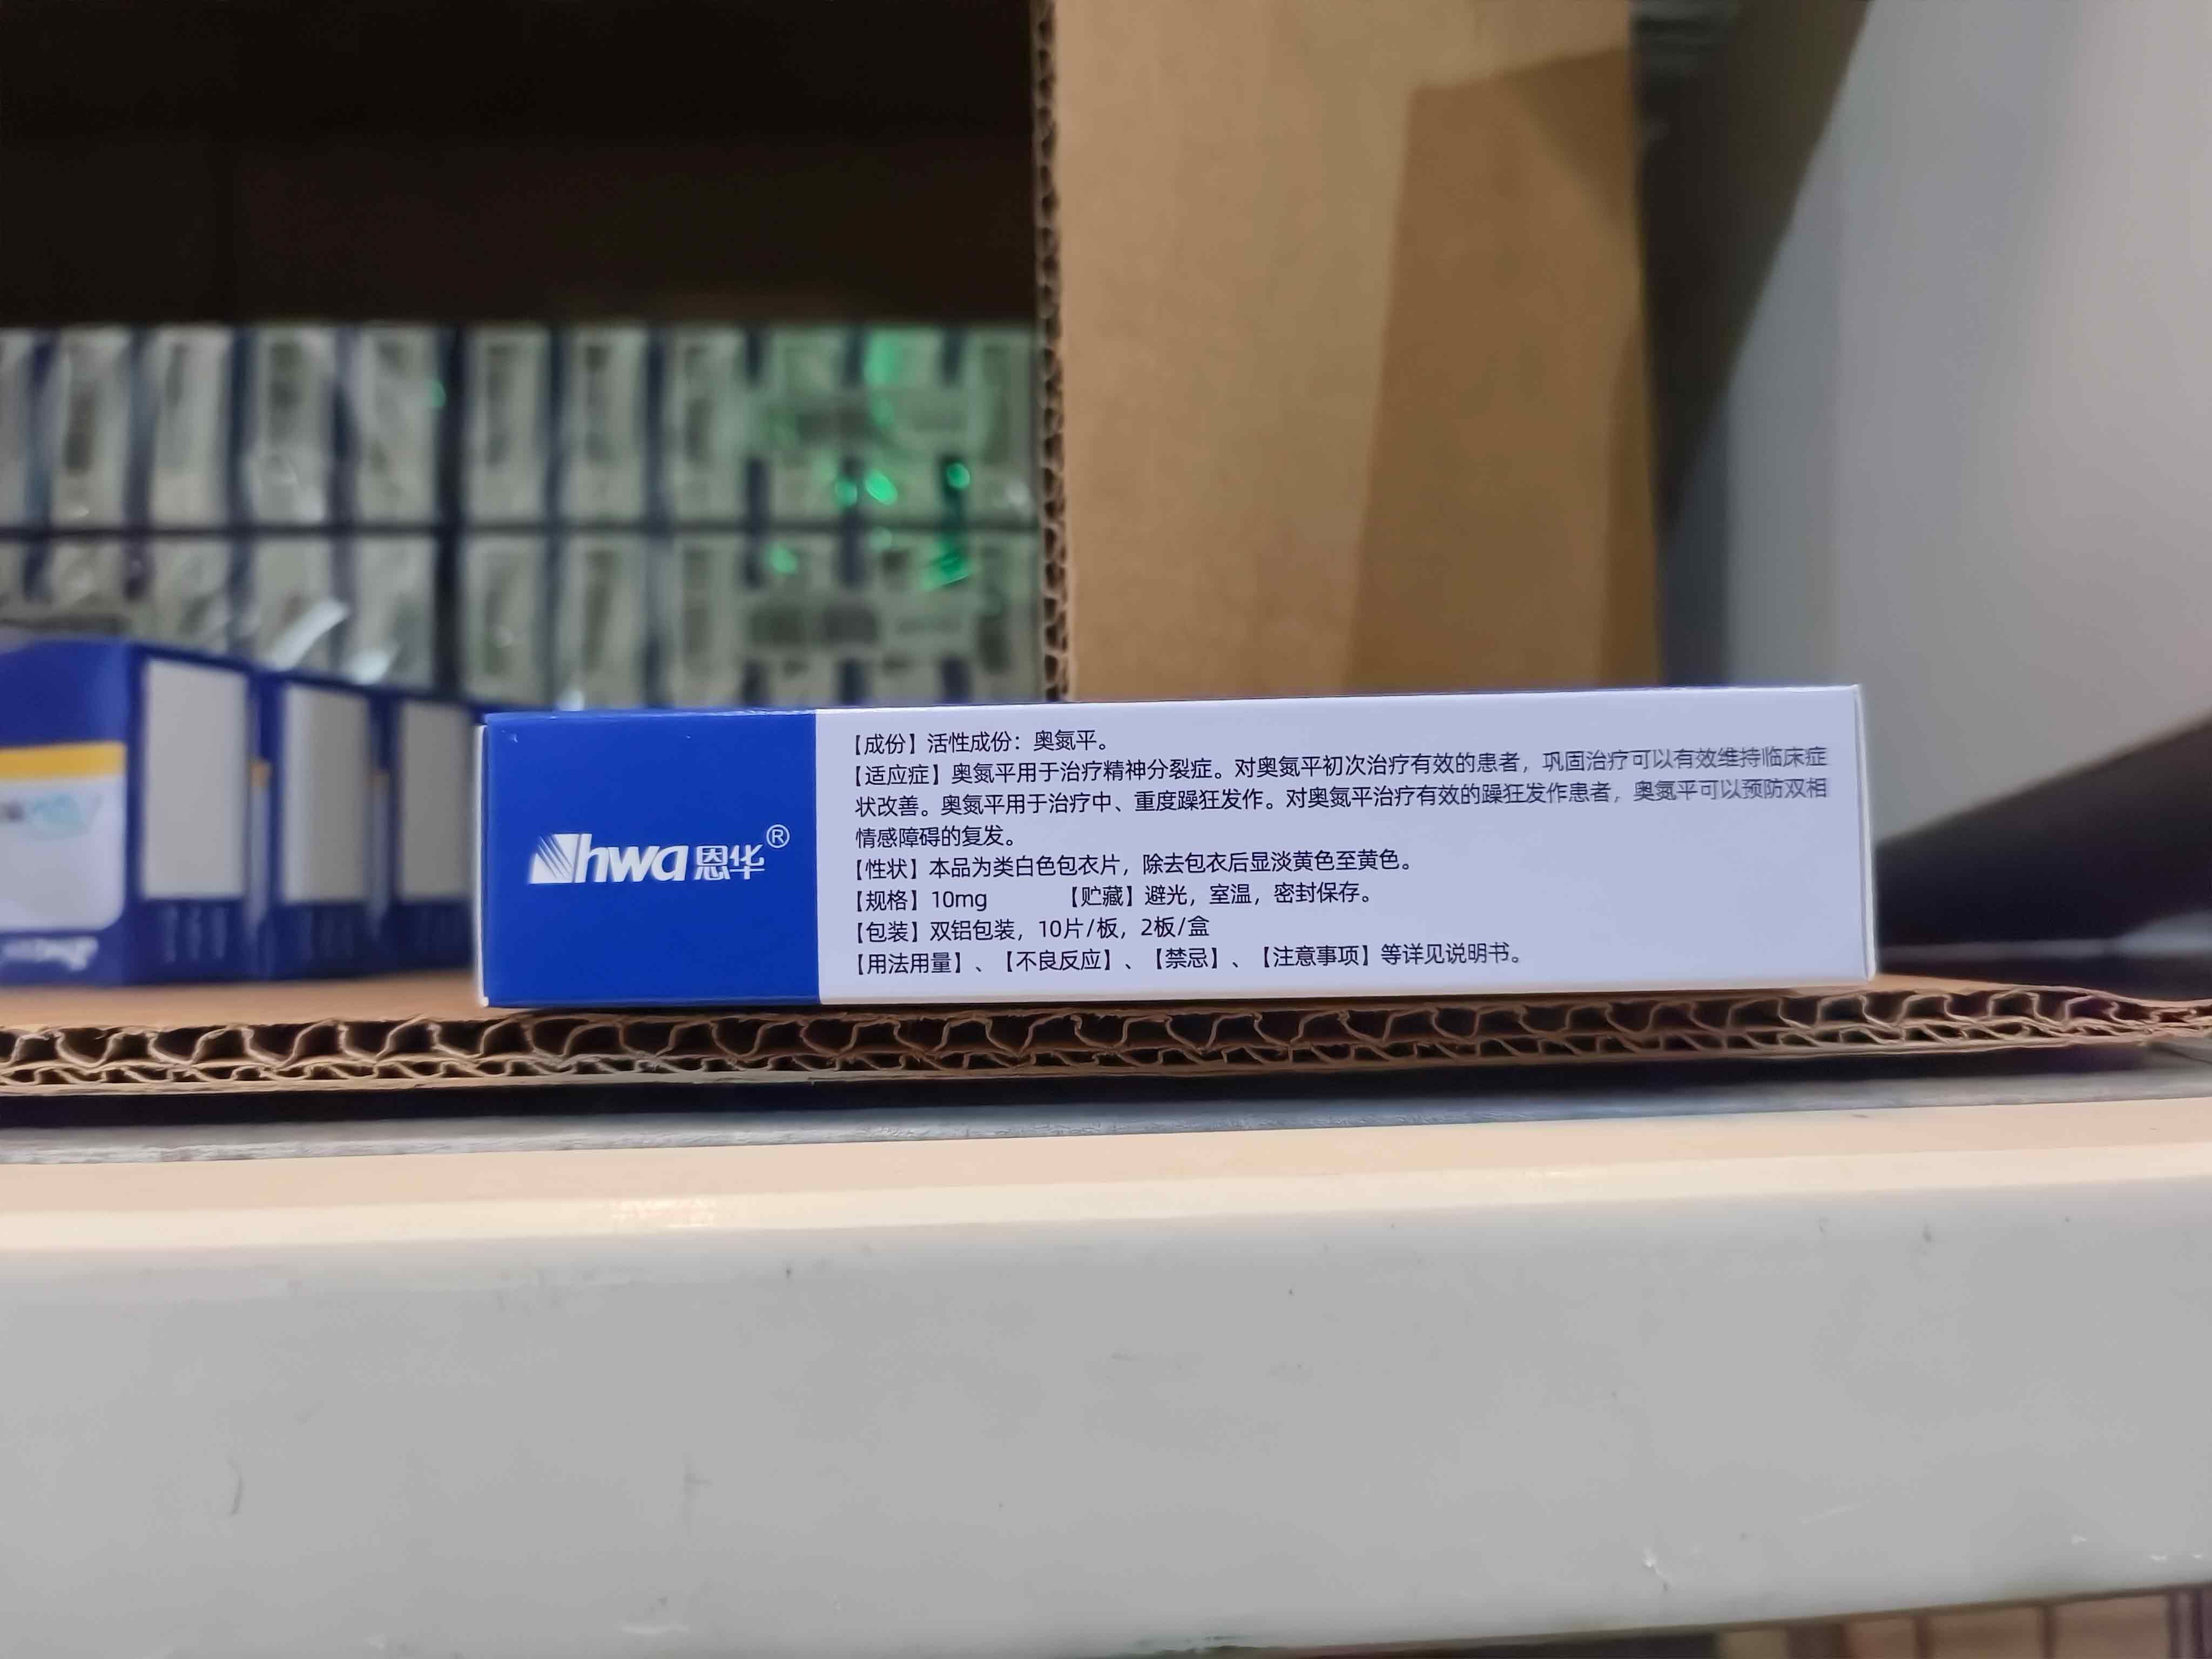 hwa恩华®
【成份】活性成份：奥氮平。
【适应症】奥氮平用于治疗精神分裂症。对奥氮平初次治疗有效的患者，巩固治疗可以有效维持临床症
状改善。奥氮平用于治疗中、重度躁狂发作。对奥氮平治疗有效的躁狂发作患者，奥氮平可以预防双相
情感障碍的复发。
【性状】本品为类白色包衣片，除去包衣后显淡黄色至黄色。
【规格】10mg 【贮藏】避光，室温，密封保存。
【包装】双铝包装，10片/板，2板/盒
【用法用量】、【不良反应】、【禁忌】、【注意事项】等详见说明书。